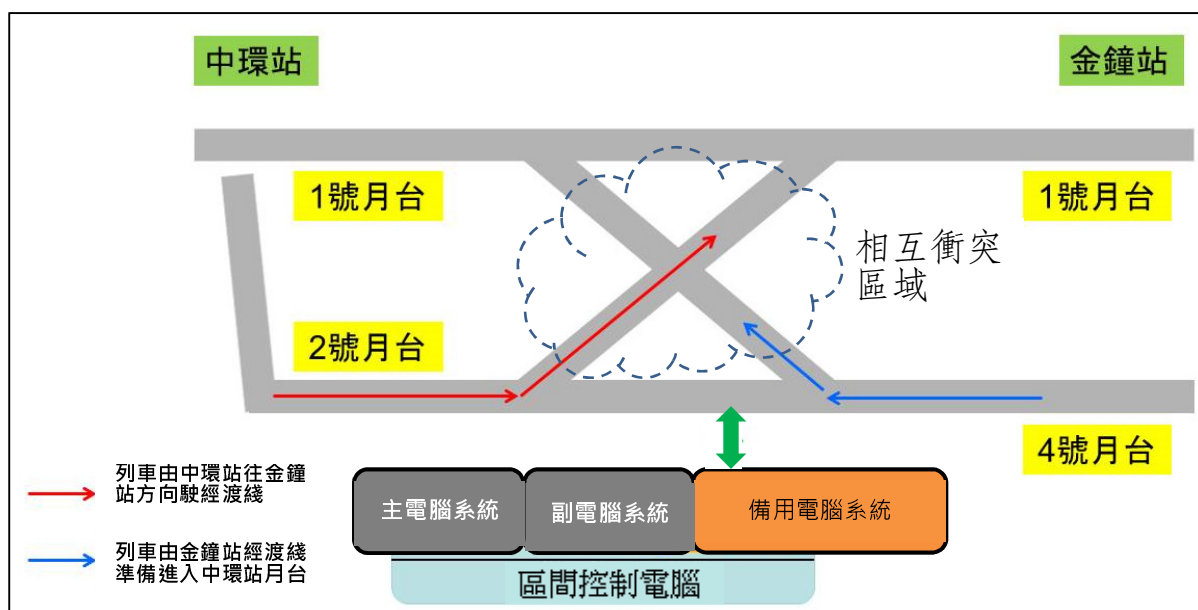 中環站
金鐘站
1號月台
1號月台
相互衝突
區域
2號月台
4號月台
列車由中環站往金鐘
站方向駛經渡綫
主電腦系統
副電腦系統
備用電腦系統
列車由金鐘站經渡綫
準備進入中環站月台
區間控制電腦